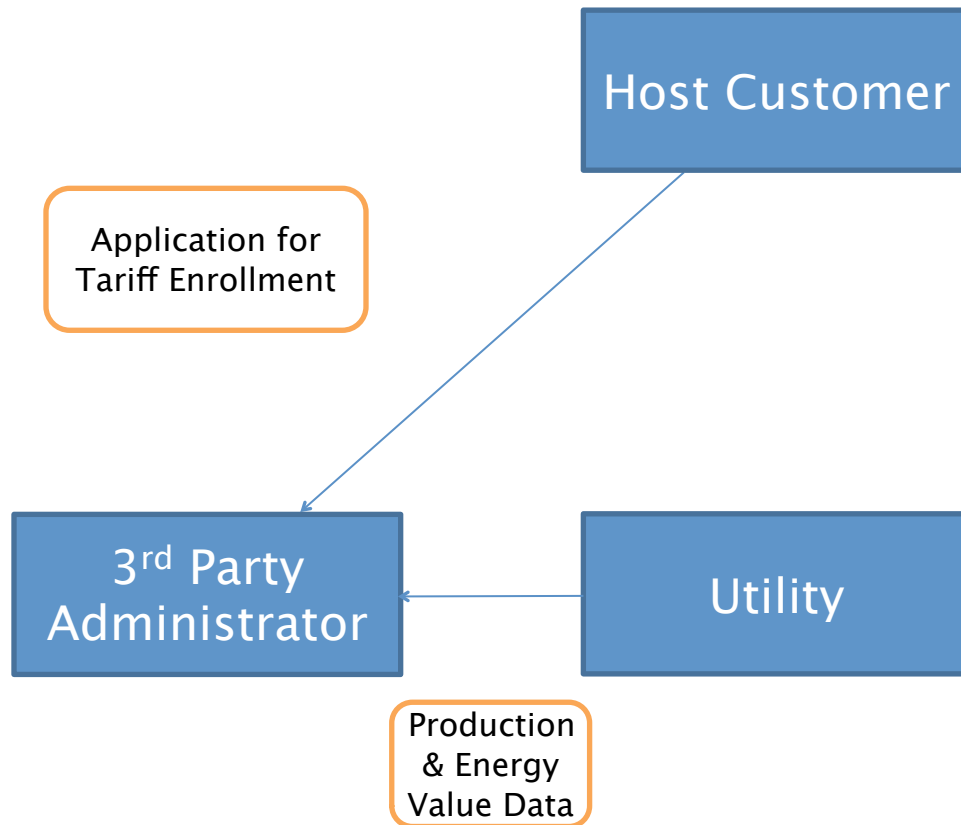 Host Customer
Application for
Tariff Enrollment
3rd Party
Administrator
Utility
Production
& Energy
Value Data